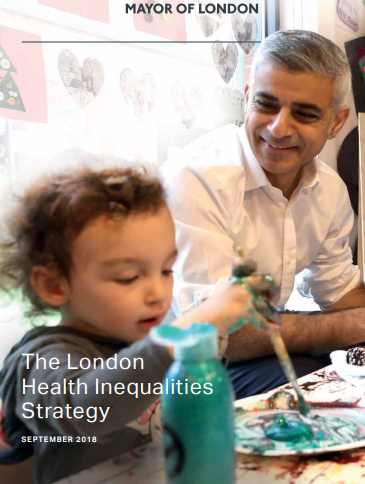 MAYOR OF LONDON
The London
Health Inequalities
Strategy
SEPTEMBER 2018